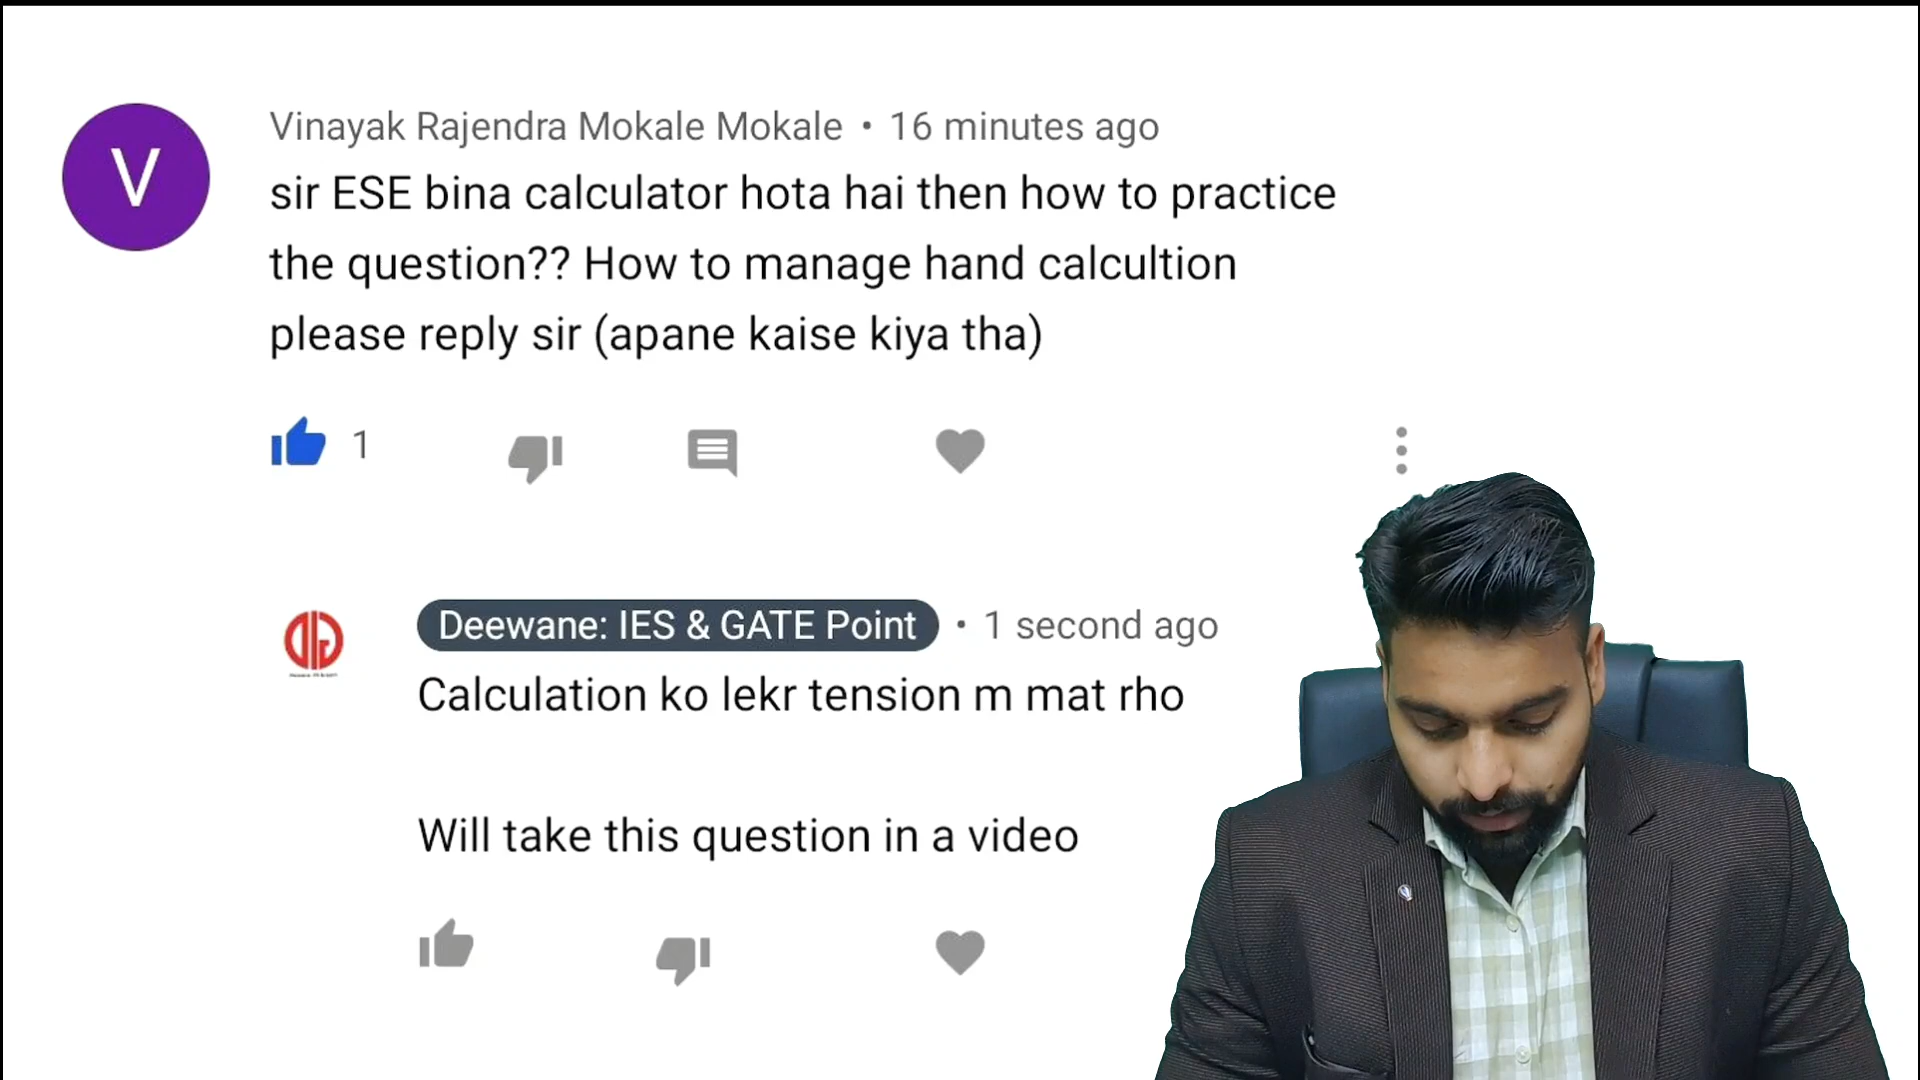 V
Vinayak Rajendra Mokale Mokale • 16 minutes ago
sir ESE bina calculator hota hai then how to practice
the question?? How to manage hand calcultion
please reply sir (apane kaise kiya tha)
1
Deewane: IES & GATE Point • 1 second ago
Calculation ko lekr tension m mat rho
Will take this question in a video